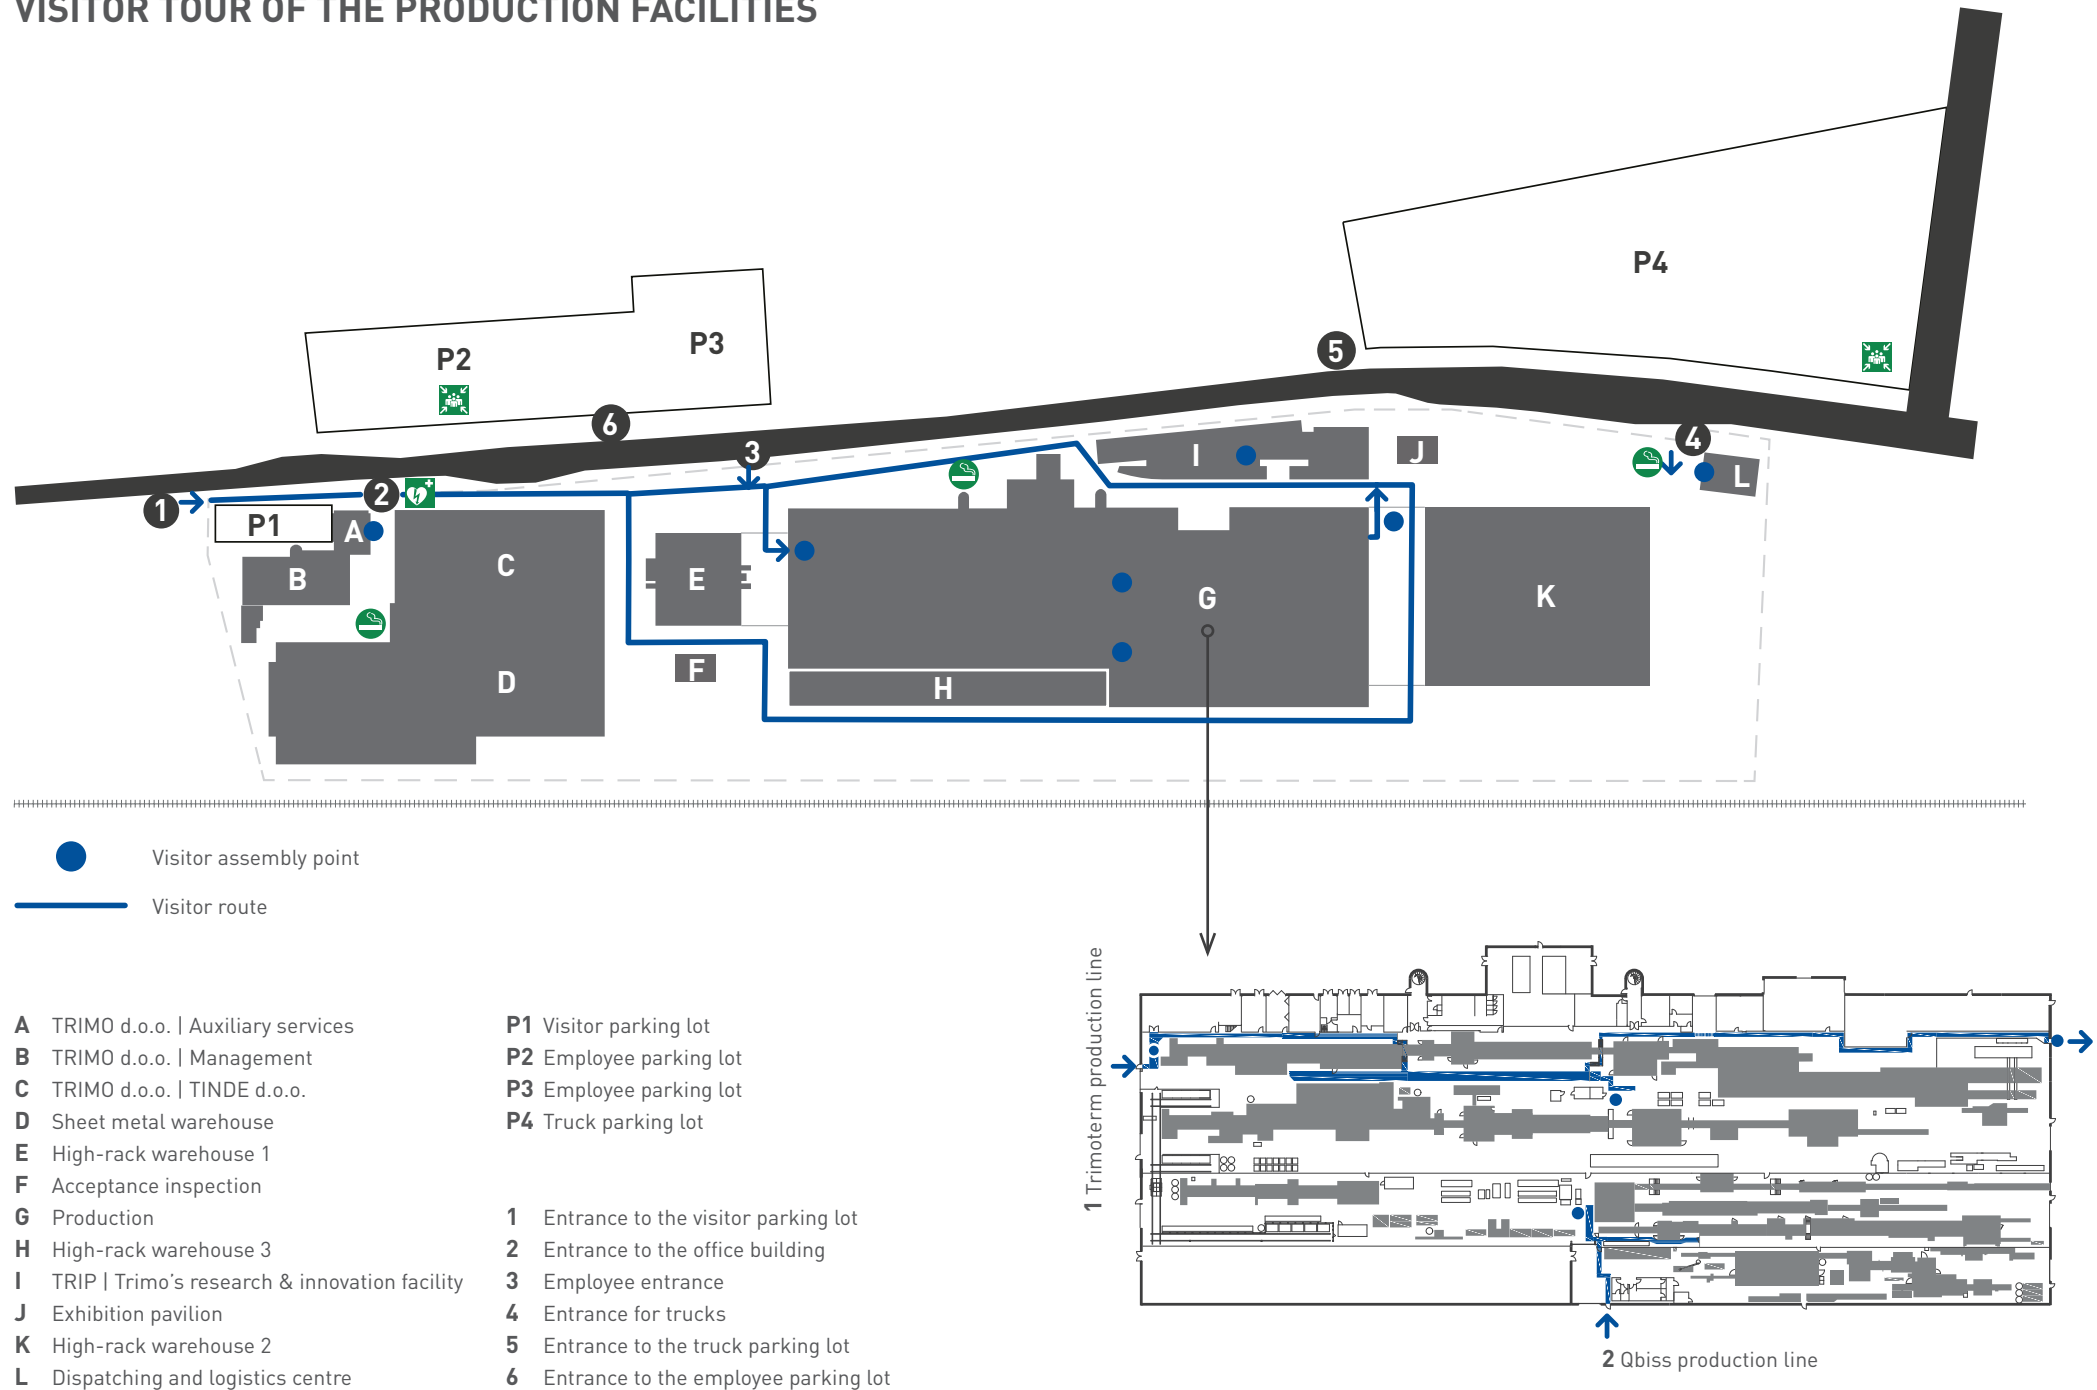 VISITOR TOUR OF THE PRODUCTION FACILITIES
P4
P3
P2
5
6
4
3
I
J
L
2
1
P1
A
C
B
E
G
K
D
F
H
Visitor assembly point
Visitor route
A TRIMO d.o.o. | Auxiliary services
B TRIMO d.o.o. | Management
C TRIMO d.o.o. | TINDE d.o.o.
D Sheet metal warehouse
E High-rack warehouse 1
F Acceptance inspection
G Production
H High-rack warehouse 3
I TRIP | Trimo’s research & innovation facility
J Exhibition pavilion
K High-rack warehouse 2
L Dispatching and logistics centre
P1 Visitor parking lot
P2 Employee parking lot
P3 Employee parking lot
P4 Truck parking lot
1 Entrance to the visitor parking lot
2 Entrance to the office building
3 Employee entrance
4 Entrance for trucks
5 Entrance to the truck parking lot
6 Entrance to the employee parking lot
1 Trimoterm production line
2 Qbiss production line